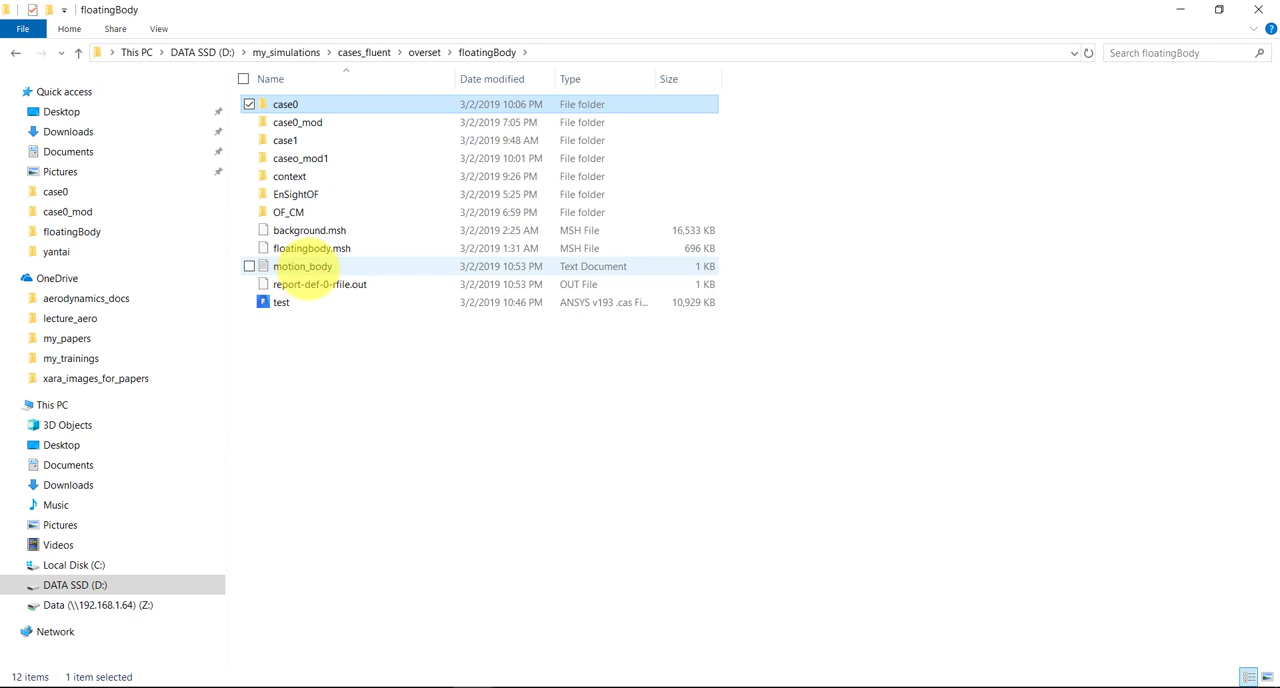 floatingBody
File Home Share View
This PC DATA SSD (D:) my_simulations cases_fluent overset floatingBody Search floatingBody
Name Date modified Type Size
Quick access
Desktop
Downloads
Documents
Pictures
case0
case0_mod
floatingBody
yantai
OneDrive
aerodynamics_docs
lecture_aero
my_papers
my_trainings
xara_images_for_papers
This PC
3D Objects
Desktop
Documents
Downloads
Music
Pictures
Videos
Local Disk (C:)
DATA SSD (D:)
Data (\\192.168.1.64) (Z:)
Network
case0 3/2/2019 10:06 PM File folder
case0_mod 3/2/2019 7:05 PM File folder
case1 3/2/2019 9:48 AM File folder
caseo_mod1 3/2/2019 10:01 PM File folder
context 3/2/2019 9:26 PM File folder
EnSightOF 3/2/2019 5:25 PM File folder
OF_CM 3/2/2019 6:59 PM File folder
background.msh 3/2/2019 2:25 AM MSH File 16,533 KB
floatingbody.msh 3/2/2019 1:31 AM MSH File 696 KB
motion_body 3/2/2019 10:53 PM Text Document 1 KB
report-def-0-rfile.out 3/2/2019 10:53 PM OUT File 1 KB
test 3/2/2019 10:46 PM ANSYS v193 .cas Fi... 10,929 KB
12 items 1 item selected